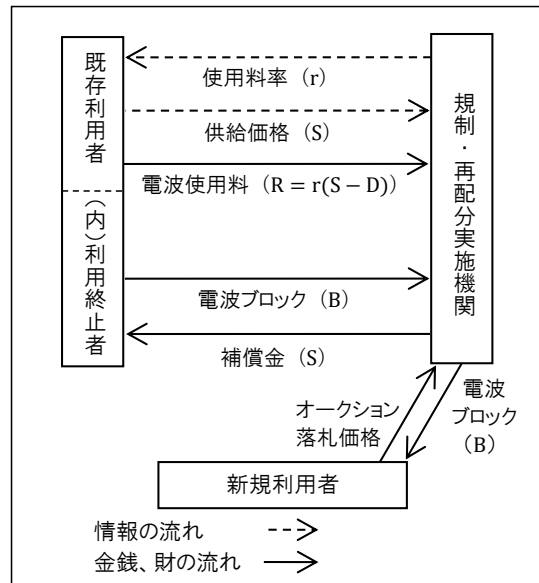 既存利用者
(内)利用終止者
規制・再配分実施機関
使用料率 (r)
供給価格 (S)
電波使用料 (R = r(S − D))
電波ブロック (B)
補償金 (S)
オークション
落札価格
電波
ブロック
(B)
新規利用者
情報の流れ
金銭、財の流れ